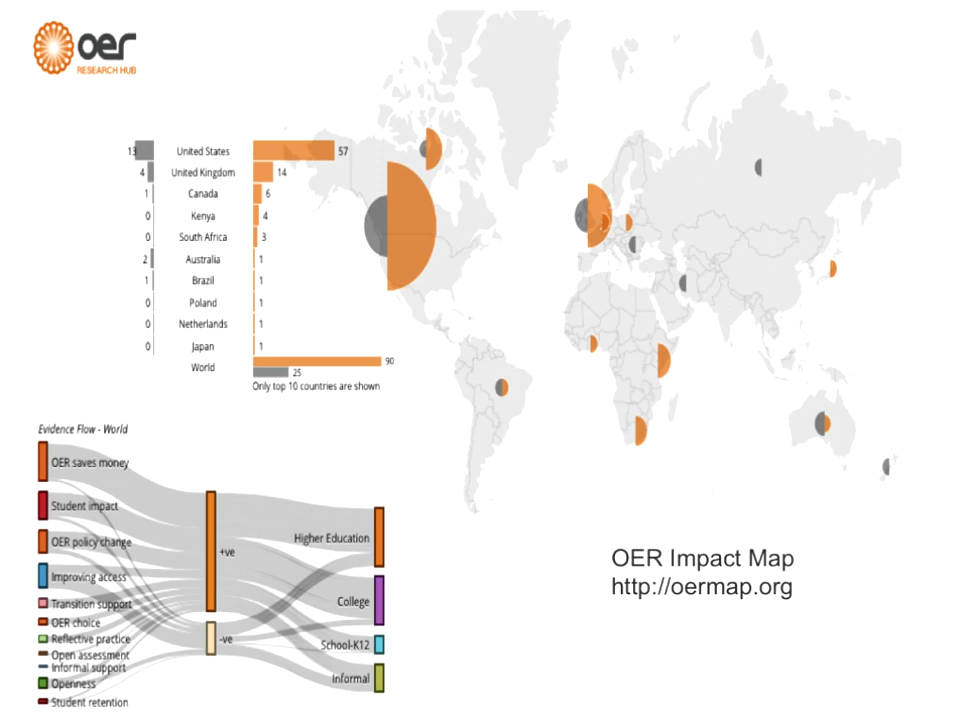 oer
RESEARCH HUB
13 United States 57
4 United Kingdom 14
1 Canada 6
0 Kenya 4
0 South Africa 3
2 Australia 1
1 Brazil 1
0 Poland 1
0 Netherlands 1
0 Japan 1
World 90
25
Only top 10 countries are shown
Evidence Flow - World
OER saves money
Student impact
OER policy change
Improving access
Transition support
OER choice
Reflective practice
Open assessment
Informal support
Openness
Student retention
+ve
-ve
Higher Education
College
School-K12
Informal
OER Impact Map
http://oermap.org